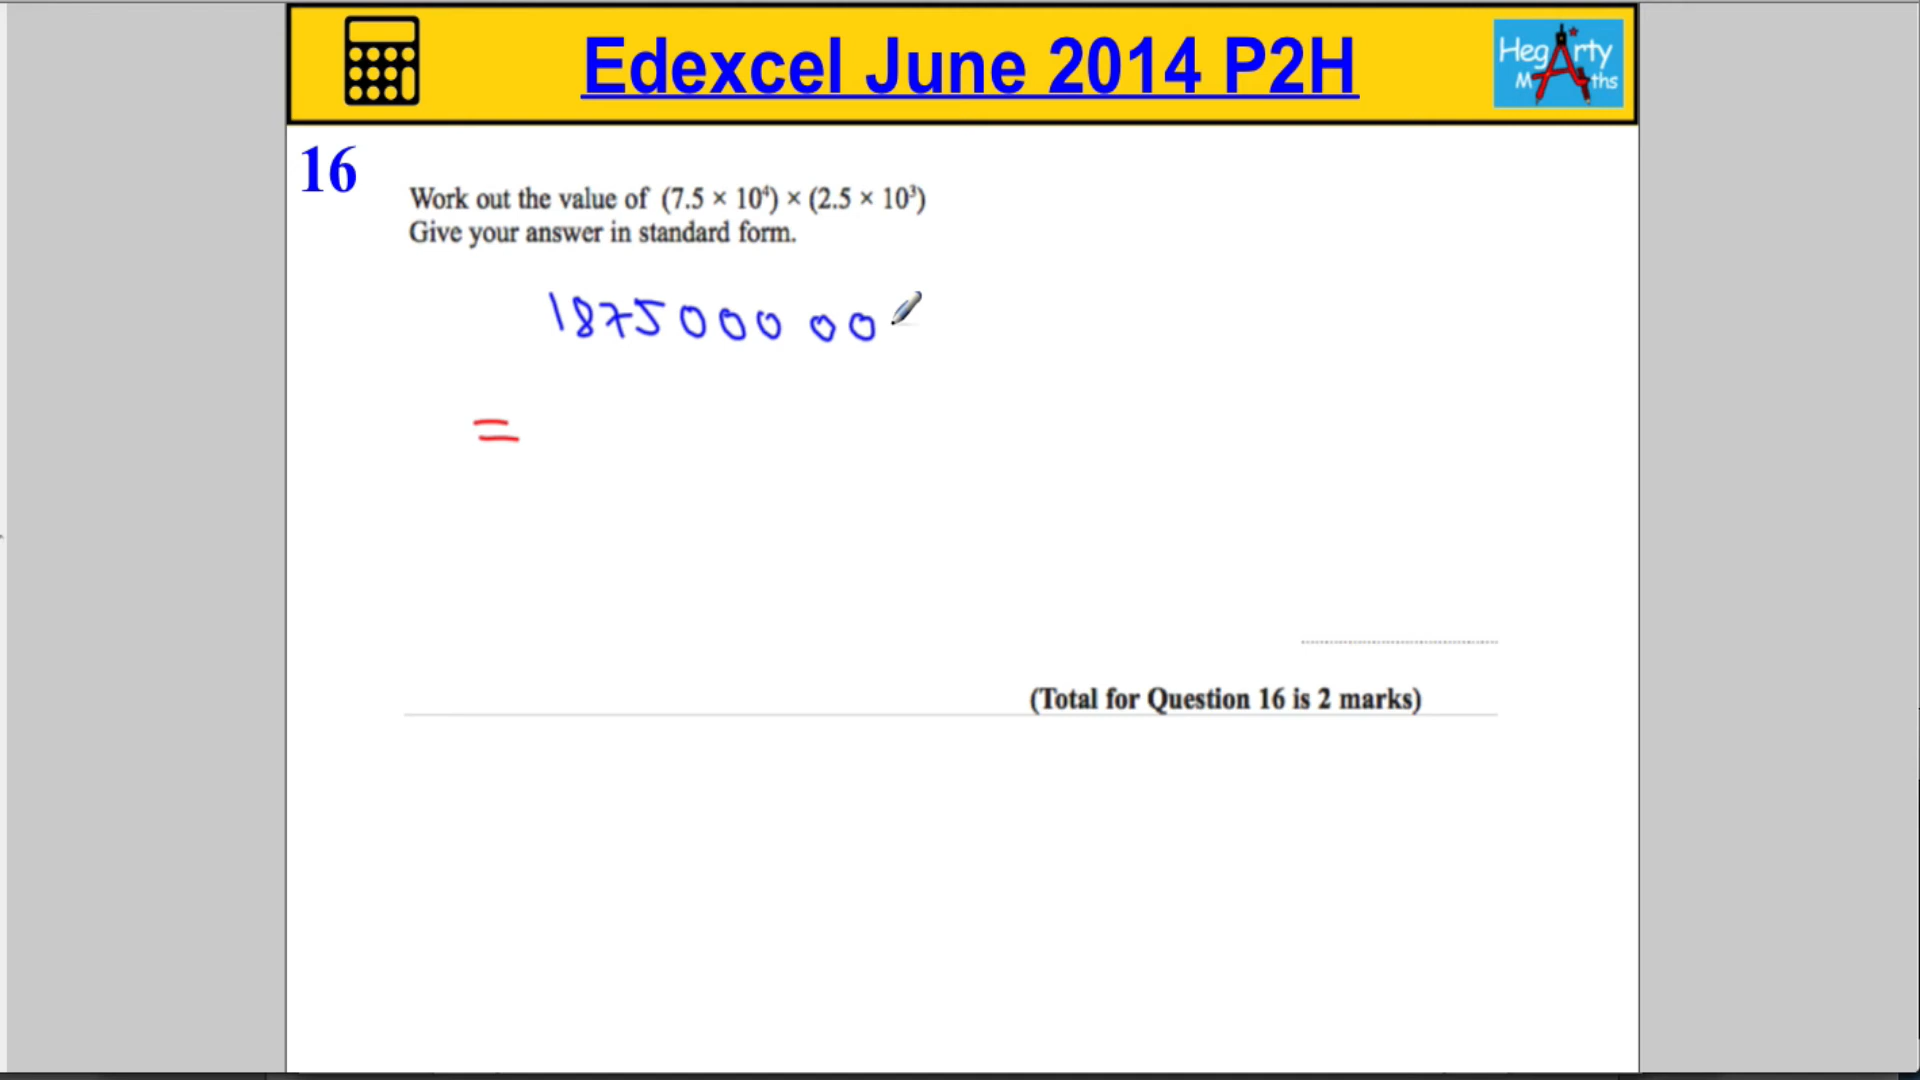 Edexcel June 2014 P2H
Hegarty
Maths
16
Work out the value of (7.5 × 10⁴) × (2.5 × 10³)
Give your answer in standard form.
187500000
=
(Total for Question 16 is 2 marks)